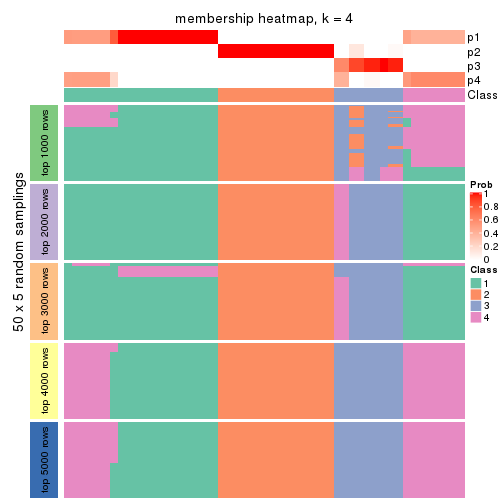 membership heatmap, k = 4
p1
p2
p3
p4
Class
50 x 5 random samplings
top 1000 rows
top 2000 rows
top 3000 rows
top 4000 rows
top 5000 rows
Prob
1
0.8
0.6
0.4
0.2
0
Class
1
2
3
4